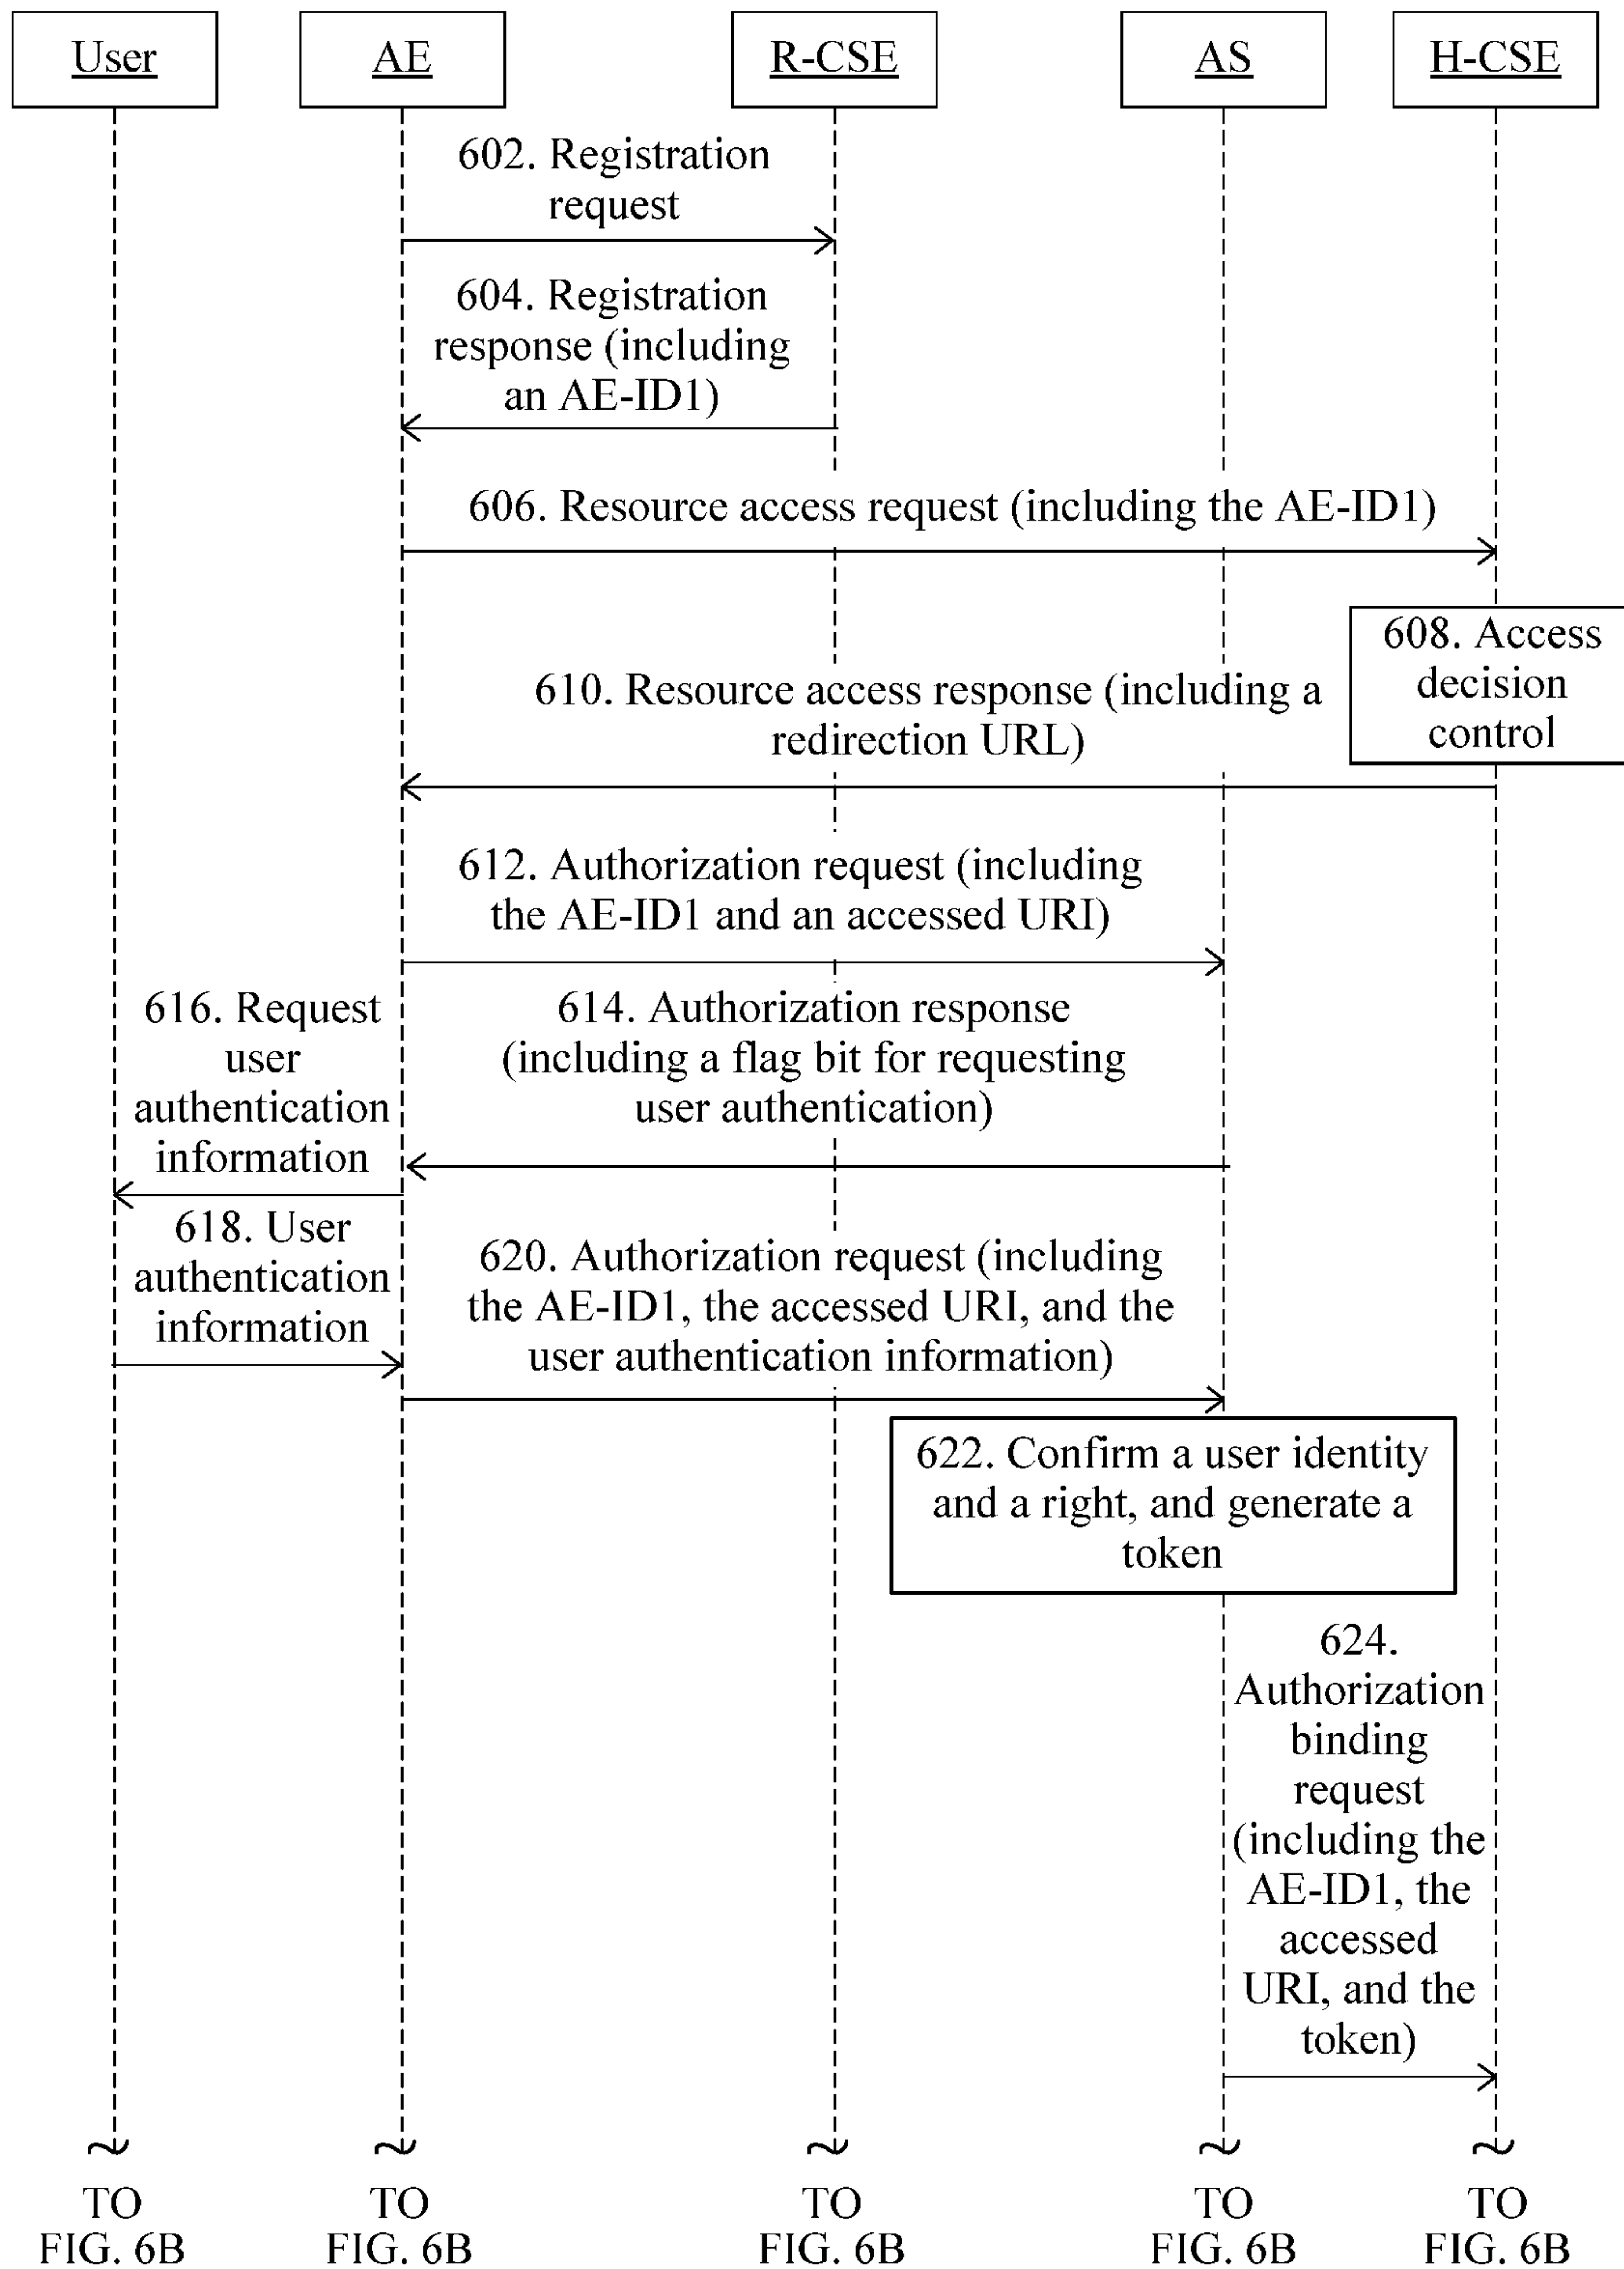 User
AE
R-CSE
AS
H-CSE
602. Registration
request
604. Registration
response (including
an AE-ID1)
606. Resource access request (including the AE-ID1)
608. Access
decision
control
610. Resource access response (including a
redirection URL)
612. Authorization request (including
the AE-ID1 and an accessed URI)
614. Authorization response
(including a flag bit for requesting
user authentication)
616. Request
user
authentication
information
618. User
authentication
information
620. Authorization request (including
the AE-ID1, the accessed URI, and the
user authentication information)
622. Confirm a user identity
and a right, and generate a
token
624.
Authorization
binding
request
(including the
AE-ID1, the
accessed
URI, and the
token)
TO
FIG. 6B
TO
FIG. 6B
TO
FIG. 6B
TO
FIG. 6B
TO
FIG. 6B